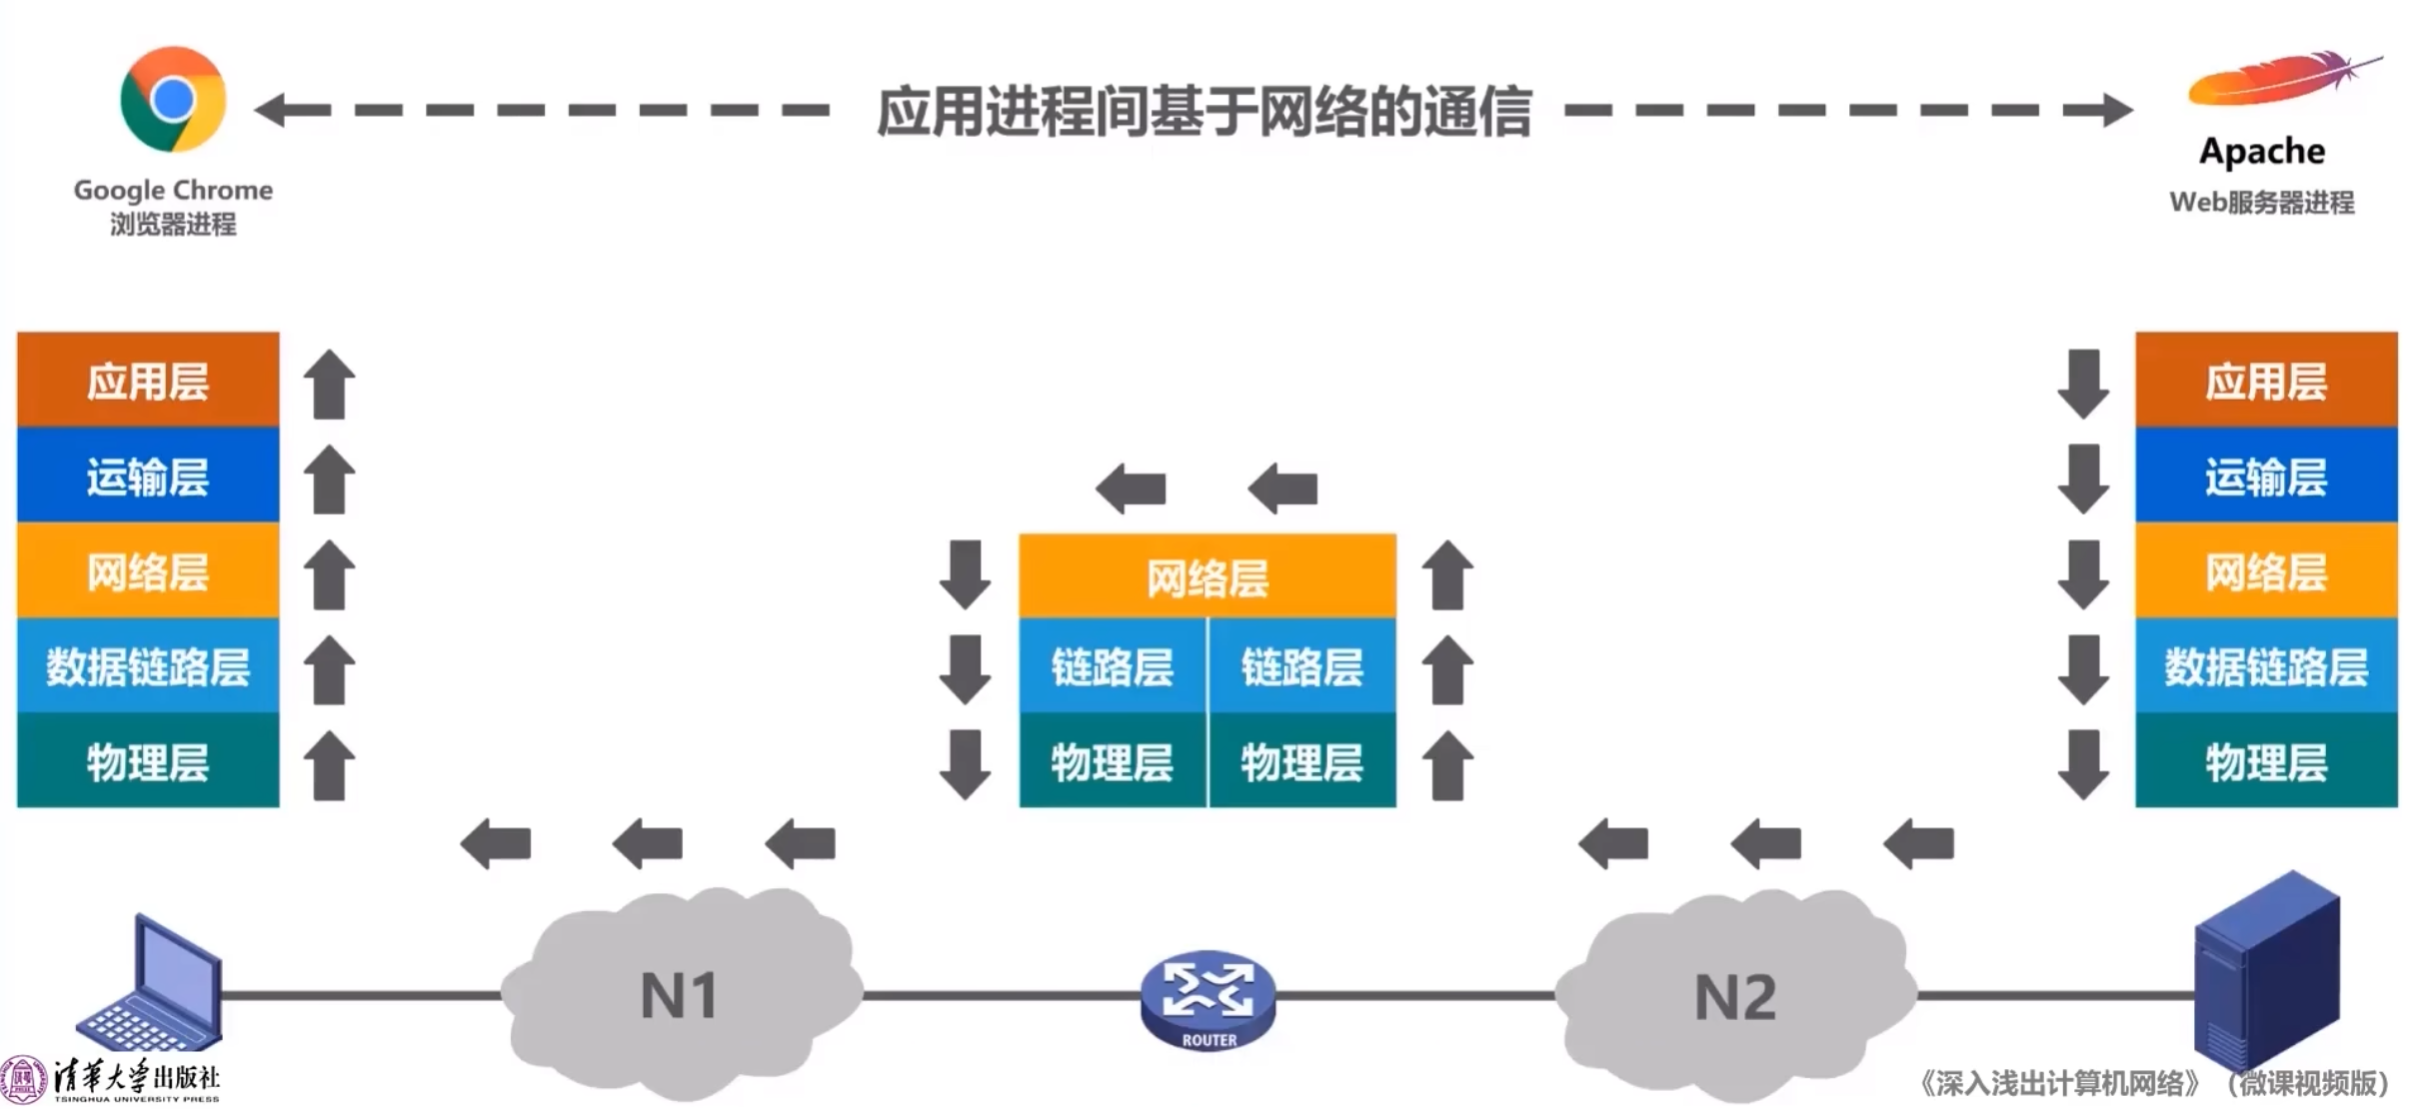 应用进程间基于网络的通信
Google Chrome
浏览器进程
Apache
Web服务器进程
应用层
运输层
网络层
数据链路层
物理层
网络层
链路层 链路层
物理层 物理层
应用层
运输层
网络层
数据链路层
物理层
N1
ROUTER
N2
清华大学出版社
TSINGHUA UNIVERSITY PRESS
《深入浅出计算机网络》（微课视频版）